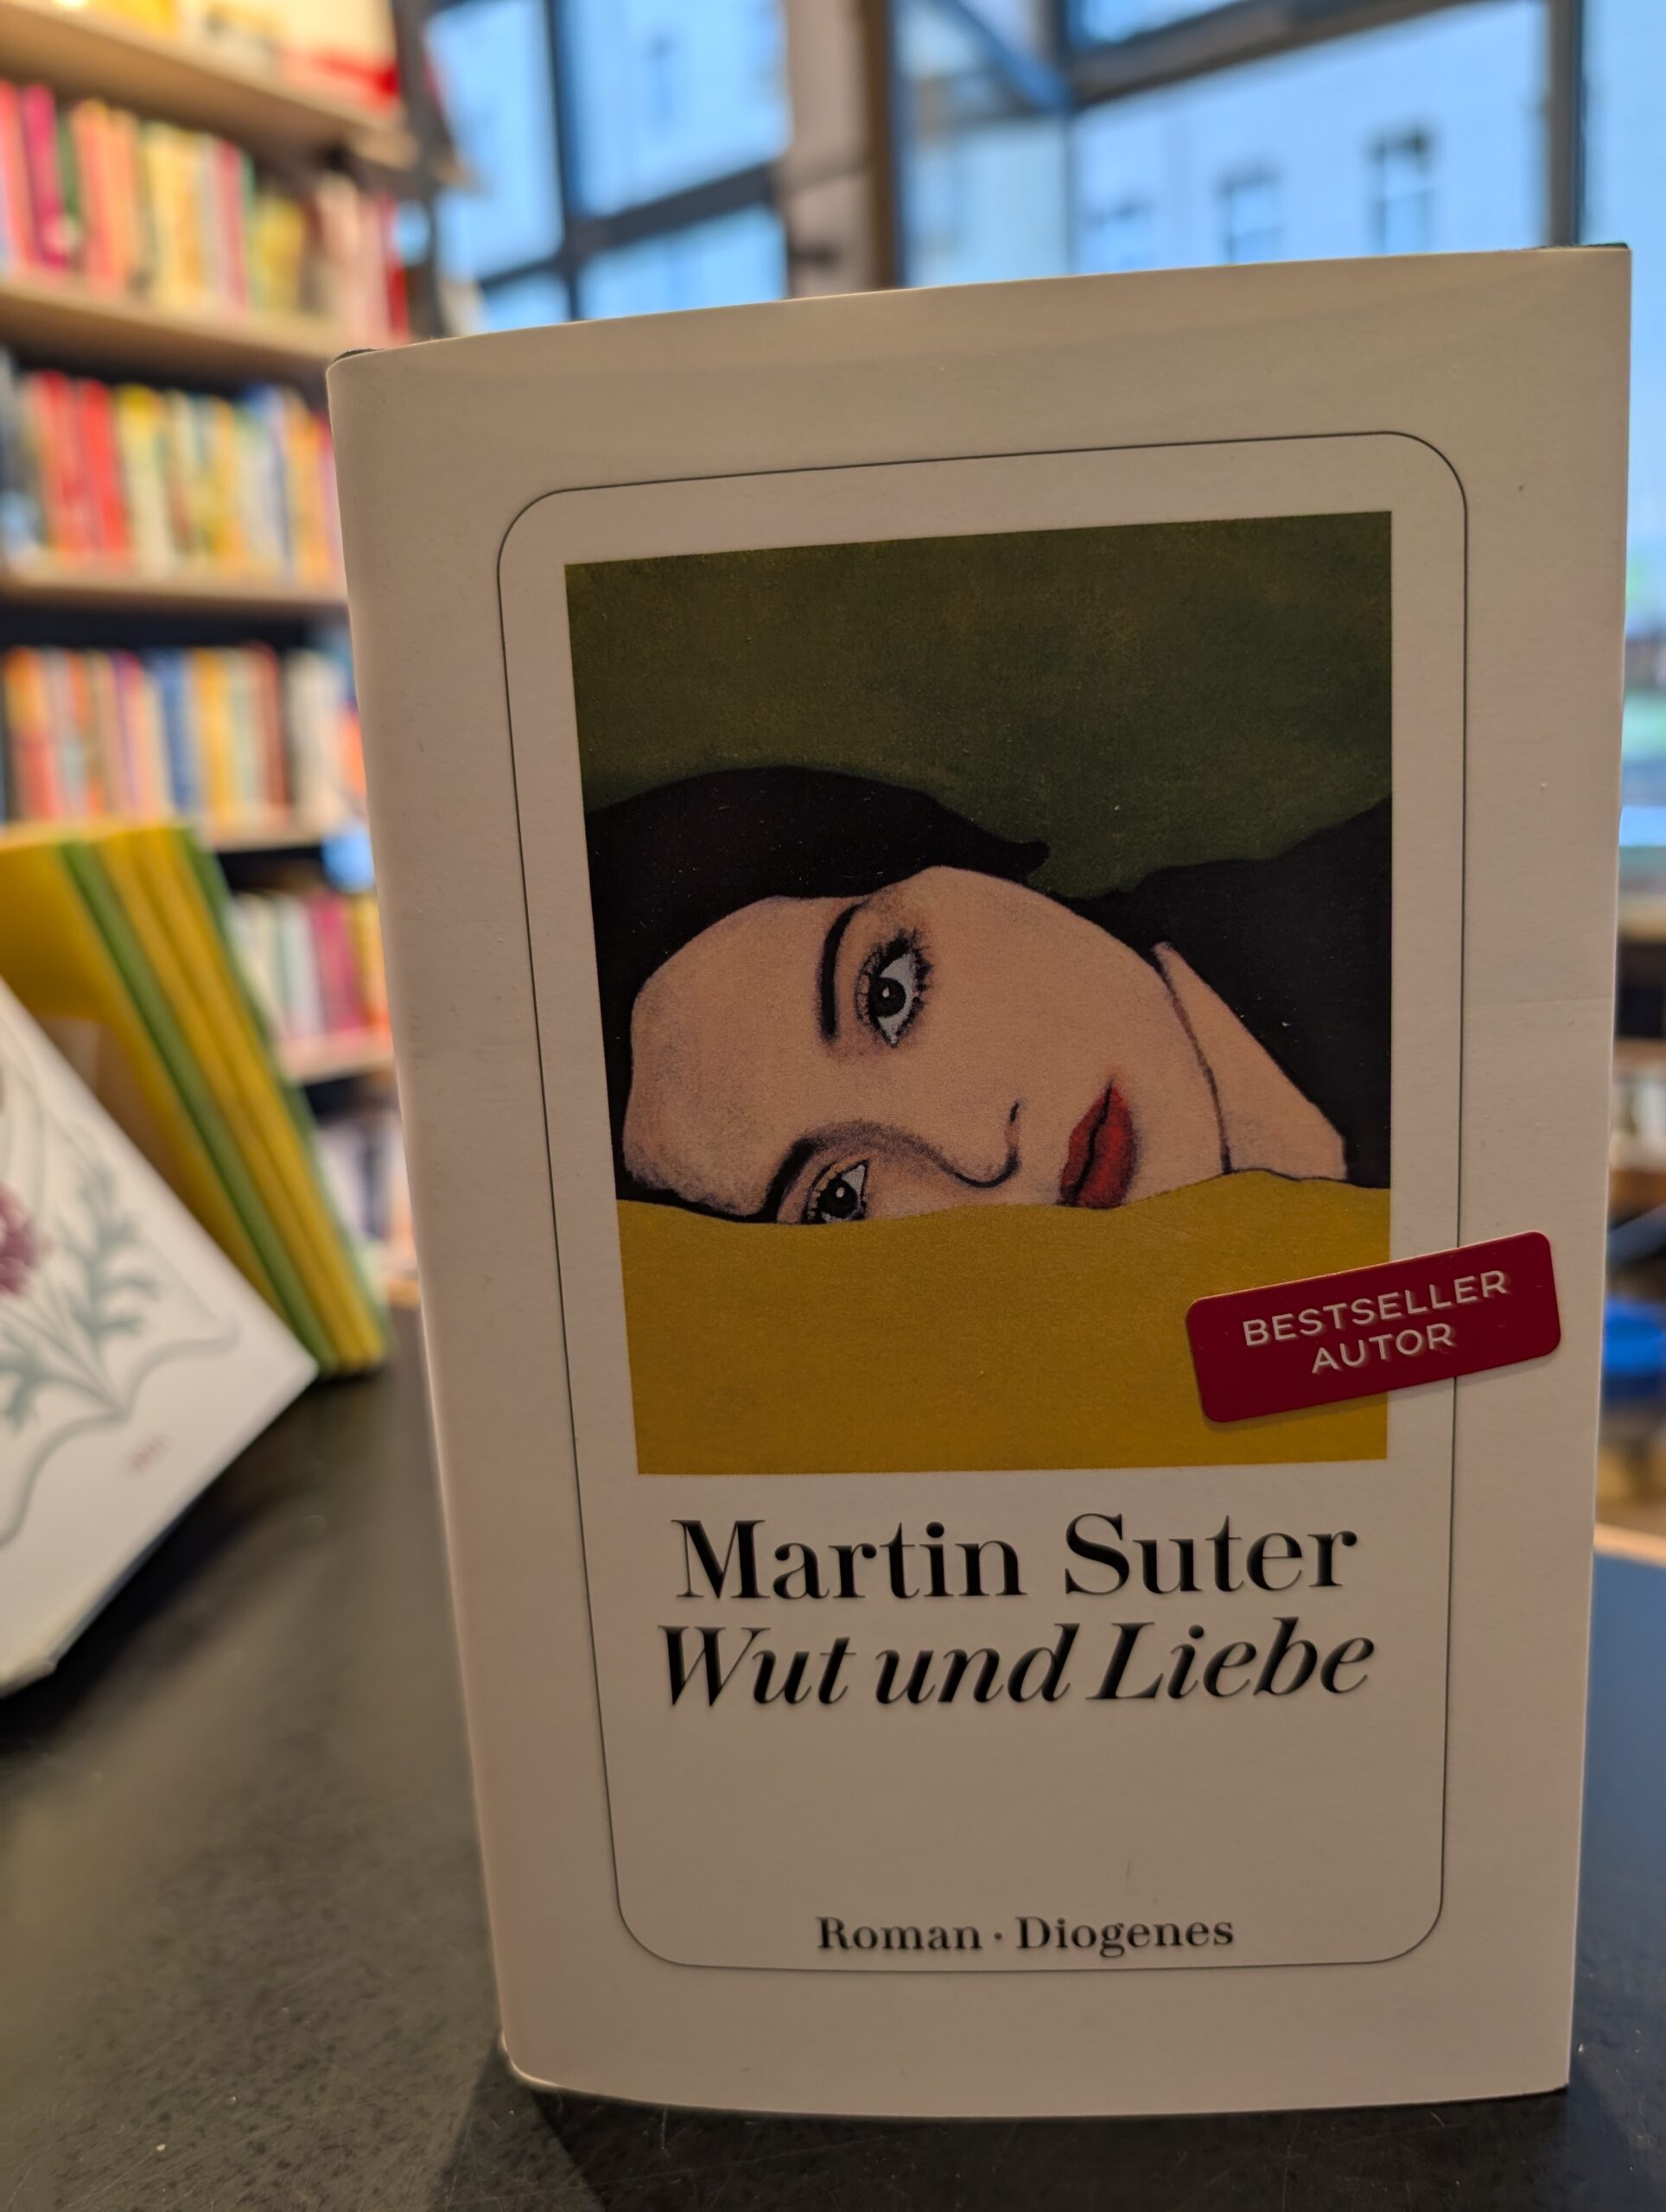 BESTSELLER
AUTOR
Martin Suter
Wut und Liebe
Roman · Diogenes